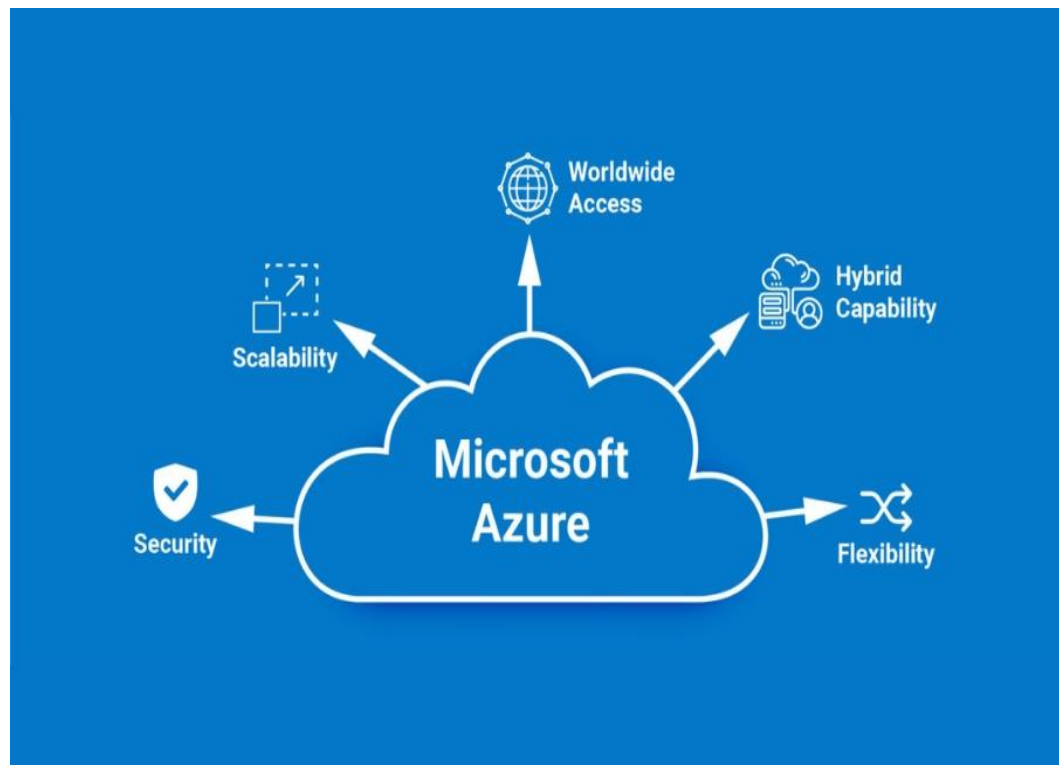 Worldwide
Access
Hybrid
Capability
Scalability
Microsoft
Azure
Security
Flexibility